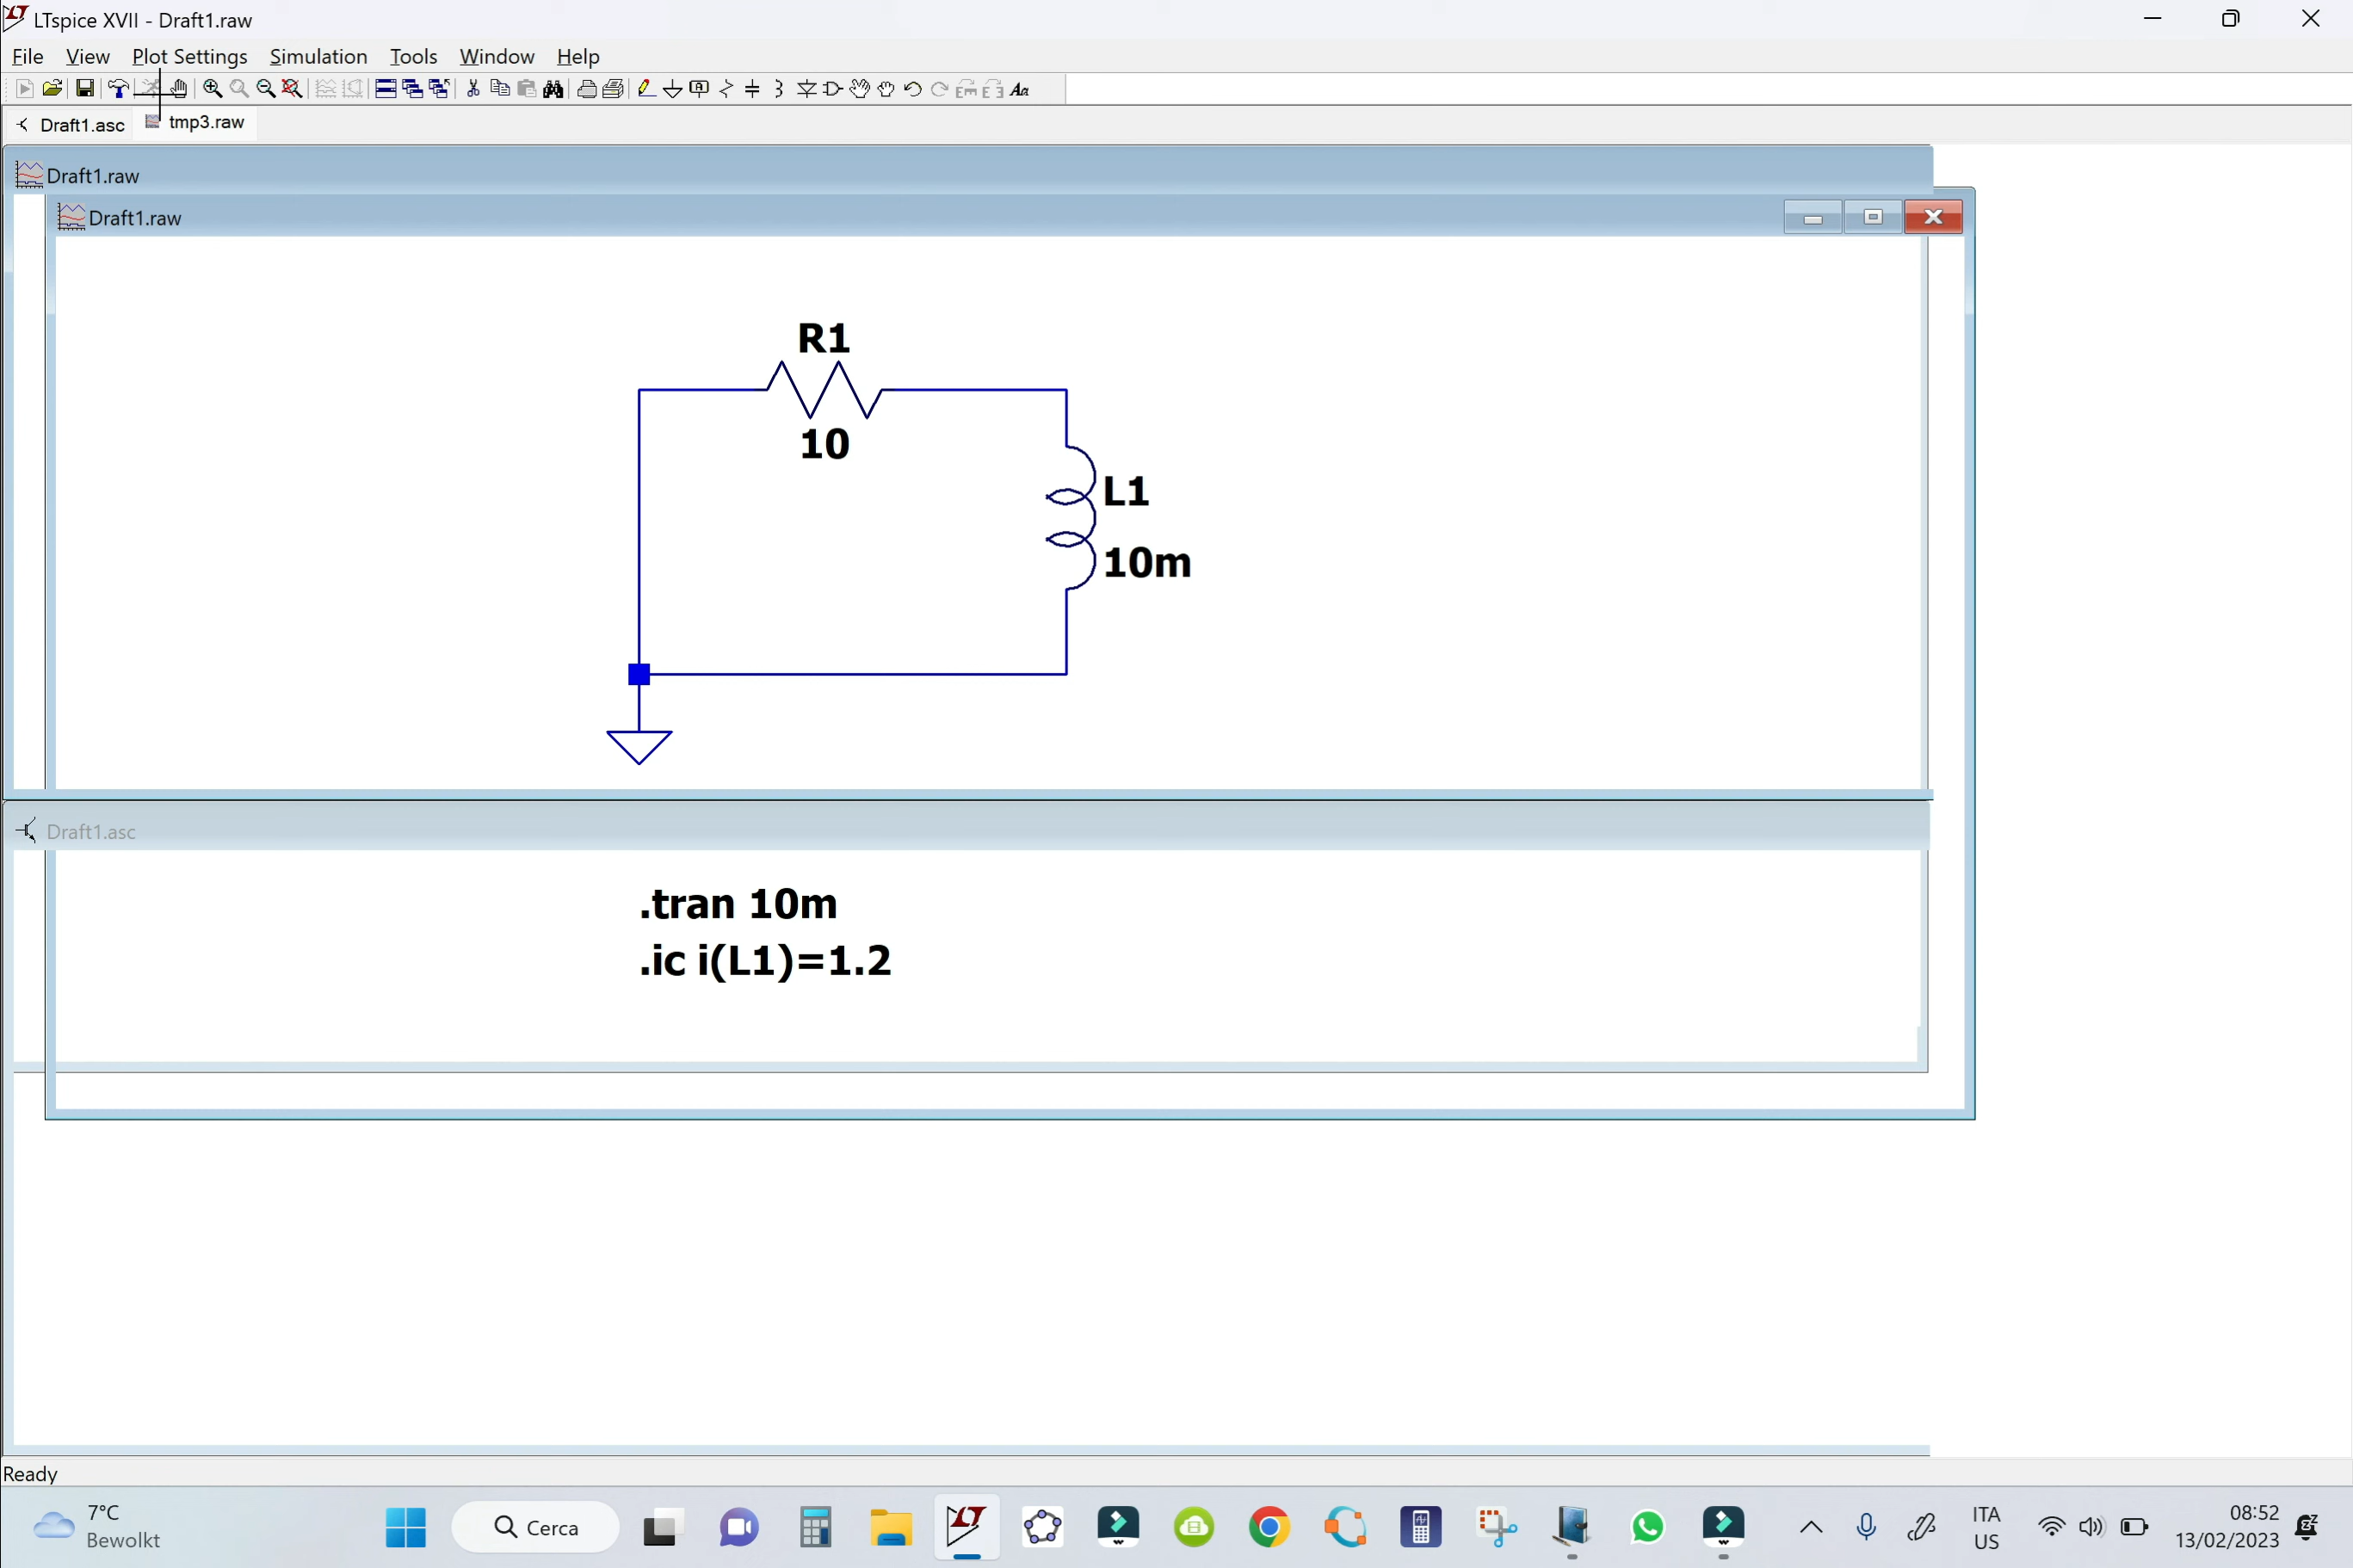 LTspice XVII - Draft1.raw
File View Plot Settings Simulation Tools Window Help
Draft1.asc tmp3.raw
Draft1.raw
Draft1.raw
R1
10
L1
10m
Draft1.asc
.tran 10m
.ic i(L1)=1.2
Ready
7°C
Bewolkt
Cerca
ITA
US
08:52
13/02/2023